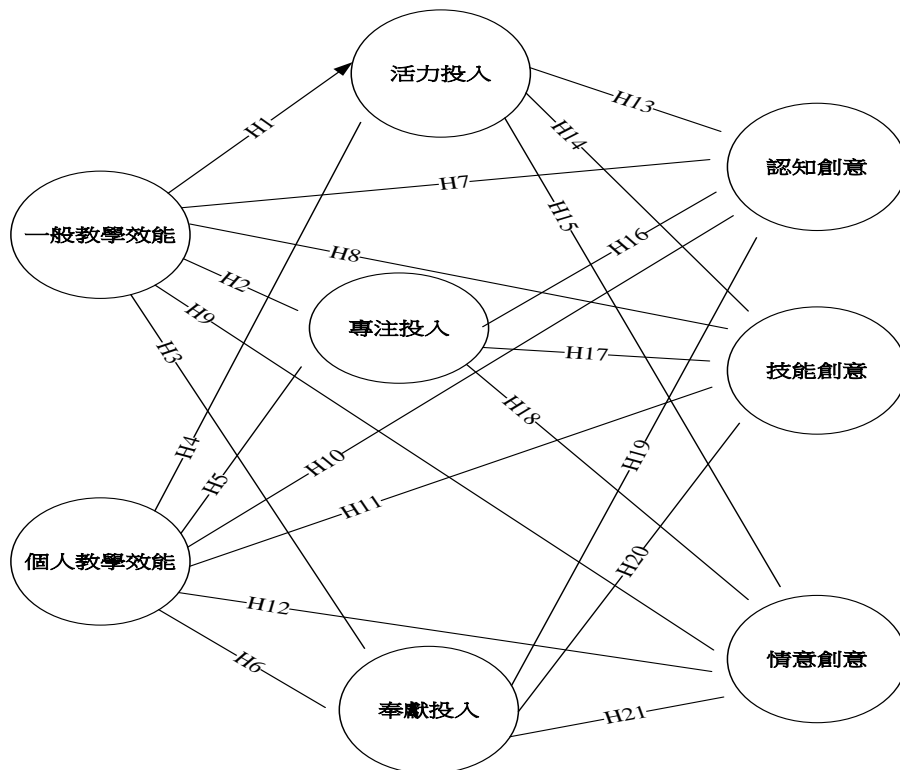 活力投入
H13
H1
H14
認知創意
H7
H15
一般教學效能
H8
H16
H2
H9
專注投入
H3
H17
技能創意
H18
H4
H10
H19
H5
H11
個人教學效能
H20
H12
H6
情意創意
奉獻投入
H21